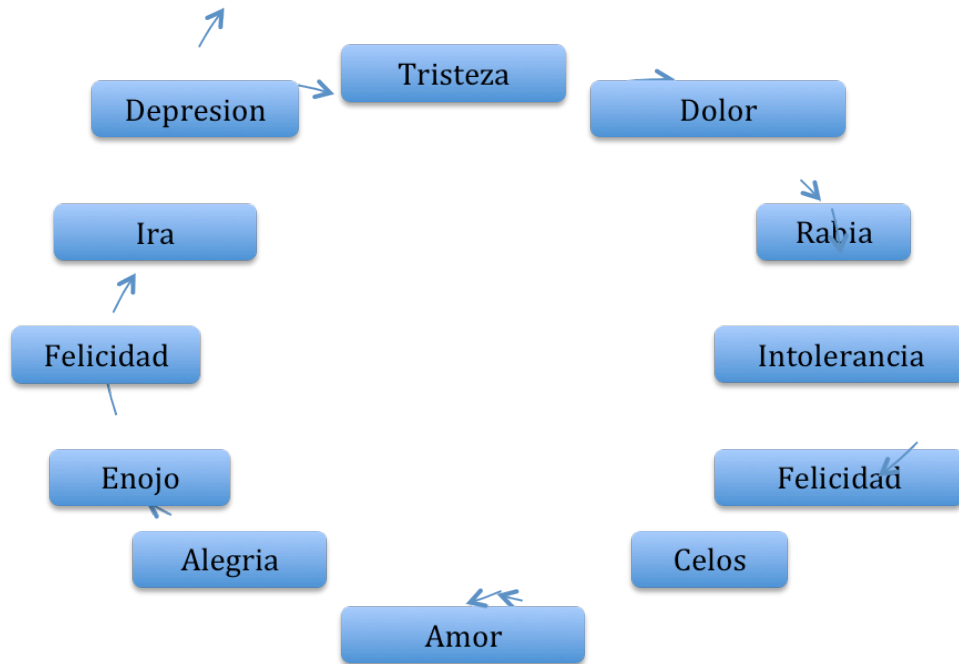 Tristeza
Dolor
Rabia
Intolerancia
Felicidad
Celos
Amor
Alegria
Enojo
Felicidad
Ira
Depresion